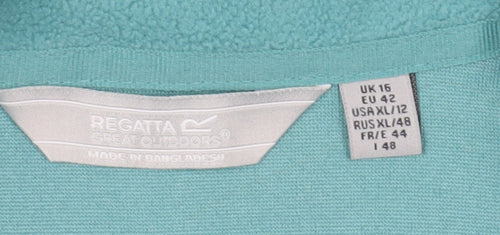 REGATTA
GREAT OUTDOORS®
MADE IN BANGLADESH
UK 16
EU 42
USA XL/12
RUS XL/48
FR/E 44
I 48